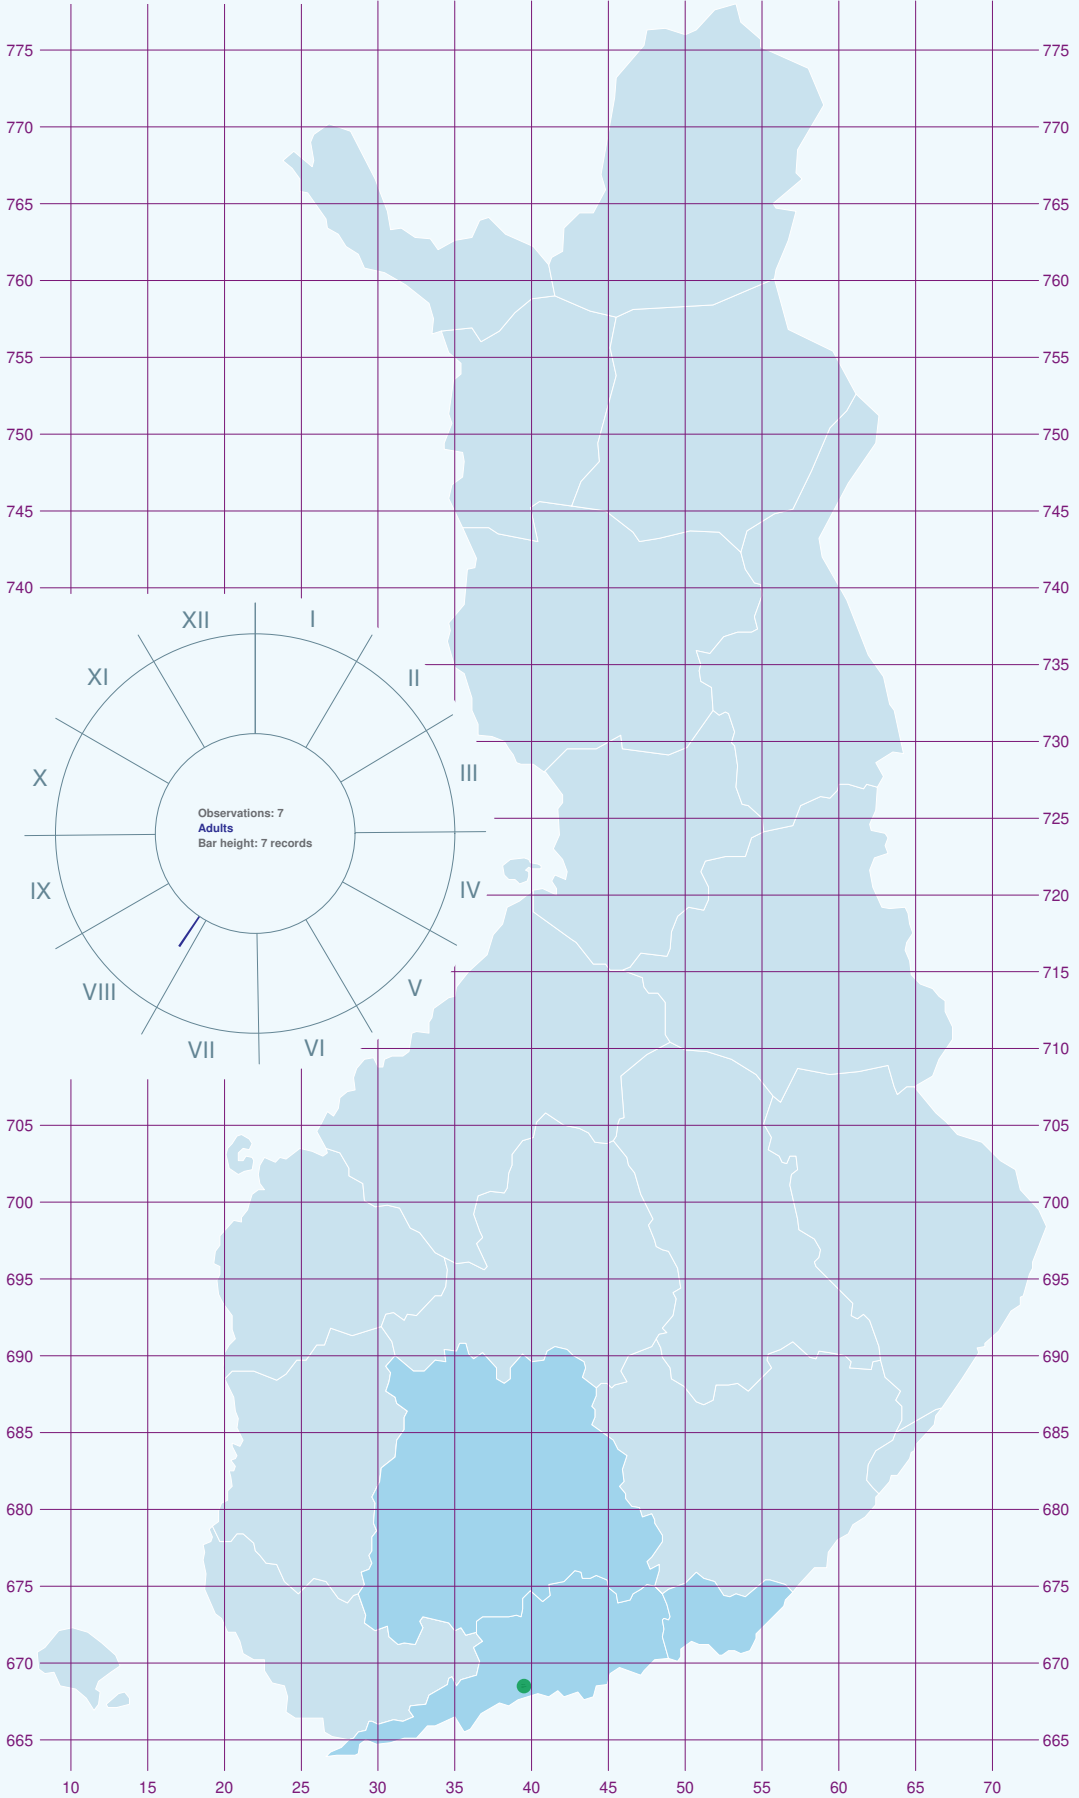 775 775
770 770
765 765
760 760
755 755
750 750
745 745
740 740
XII I
735 735
XI II
730 730
X III
725 725
Observations: 7
Adults
Bar height: 7 records
IX IV
720 720
VIII V
715 715
VII VI
710 710
705 705
700 700
695 695
690 690
685 685
680 680
675 675
670 670
665 665
10 15 20 25 30 35 40 45 50 55 60 65 70